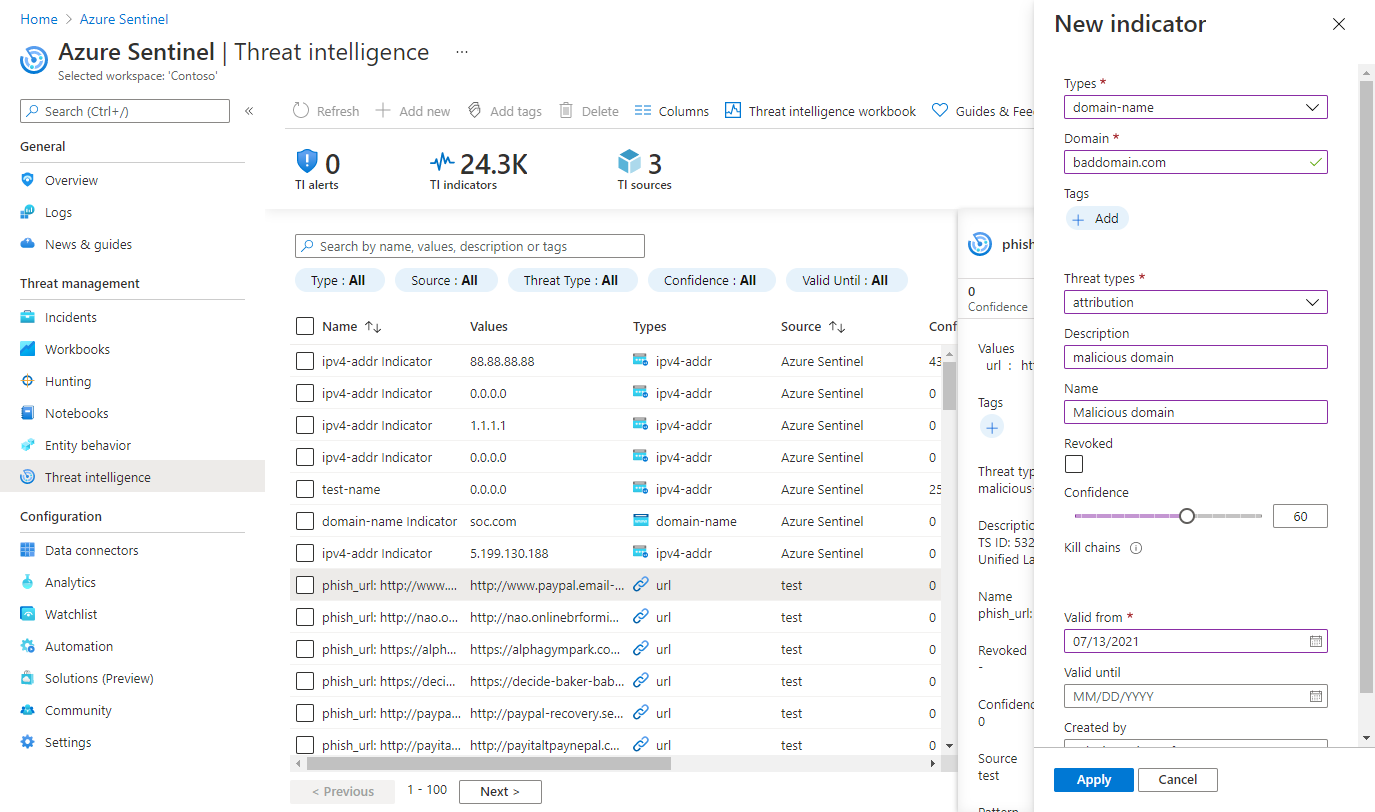 Home > Azure Sentinel
Azure Sentinel | Threat intelligence ...
Selected workspace: 'Contoso'
Search (Ctrl+/)
«
General
Overview
Logs
News & guides
Threat management
Incidents
Workbooks
Hunting
Notebooks
Entity behavior
Threat intelligence
Configuration
Data connectors
Analytics
Watchlist
Automation
Solutions (Preview)
Community
Settings
Refresh + Add new Add tags Delete Columns Threat intelligence workbook Guides & Fee
0
TI alerts
24.3K
TI indicators
3
TI sources
Search by name, values, description or tags
Type : All Source : All Threat Type : All Confidence : All Valid Until : All
Name ↑↓ Values Types Source ↑↓ Conf
ipv4-addr Indicator 88.88.88.88 ipv4-addr Azure Sentinel 43
ipv4-addr Indicator 0.0.0.0 ipv4-addr Azure Sentinel 0
ipv4-addr Indicator 1.1.1.1 ipv4-addr Azure Sentinel 0
ipv4-addr Indicator 0.0.0.0 ipv4-addr Azure Sentinel 0
test-name 0.0.0.0 ipv4-addr Azure Sentinel 25
domain-name Indicator soc.com domain-name Azure Sentinel
ipv4-addr Indicator 5.199.130.188 ipv4-addr Azure Sentinel
phish_url: http://www.... http://www.paypal.email-... url test 0
phish_url: http://nao.o... http://nao.onlinebrformi... url test 0
phish_url: https://alph... https://alphagympark.co... url test 0
phish_url: https://deci... https://decide-baker-bab... url test 0
phish_url: http://paypa... http://paypal-recovery.se... url test 0
phish_url: http://payita... http://payitaltpaynepal.c... url test 0
< Previous 1 - 100 Next >
phish
0
Confidence
Values
url : ht
Tags
+
Threat typ
malicious-
Descriptio
TS ID: 532
Unified La
Name
phish_url:
Revoked
-
Confidenc
0
Source
test
Pattern
New indicator
Types *
domain-name
Domain *
baddomain.com
Tags
+ Add
Threat types *
attribution
Description
malicious domain
Name
Malicious domain
Revoked
Confidence
60
Kill chains
Valid from *
07/13/2021
Valid until
MM/DD/YYYY
Created by
Apply Cancel